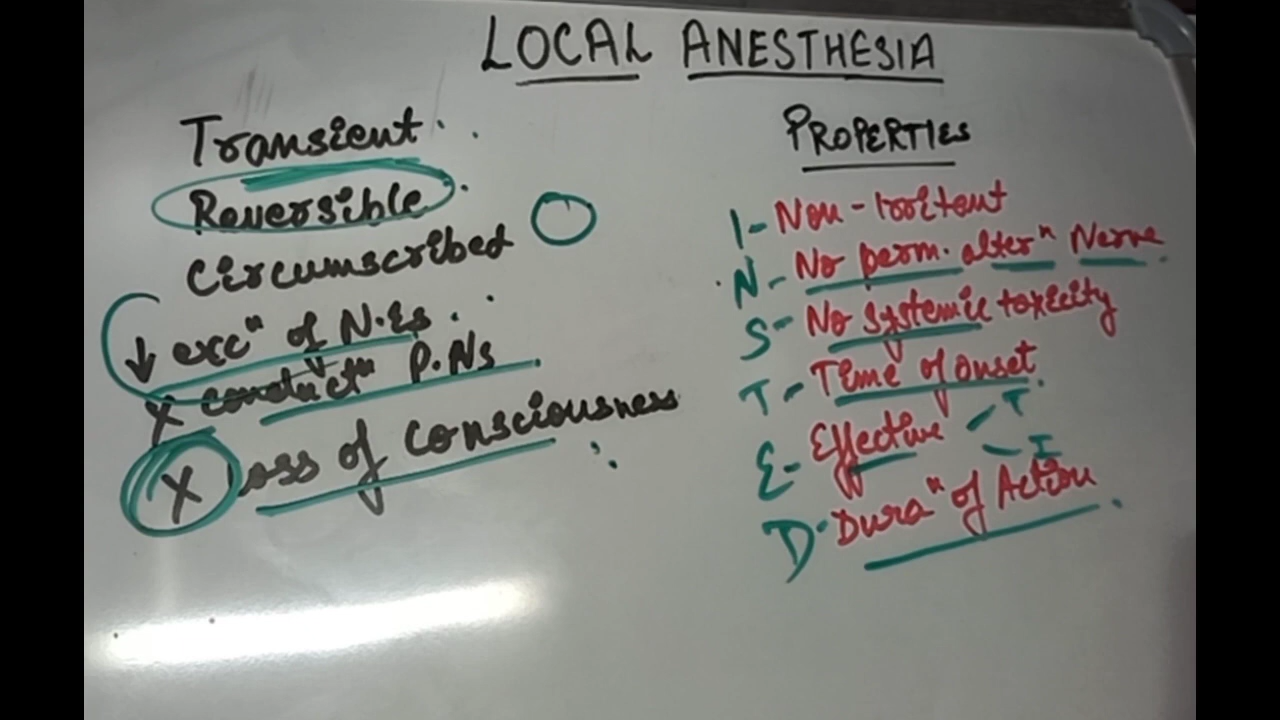 LOCAL ANESTHESIA
Transient
Reversible
Circumscribed
↓ excⁿ of N.Es.
X conductⁿ P.Ns
X Loss of consciousness
PROPERTIES
I - Non-Irritent
N - No perm. alterⁿ Nerve
S - No systemic toxicity
T - Time of onset
E - Effective - T
- I
D - Duraⁿ of Action